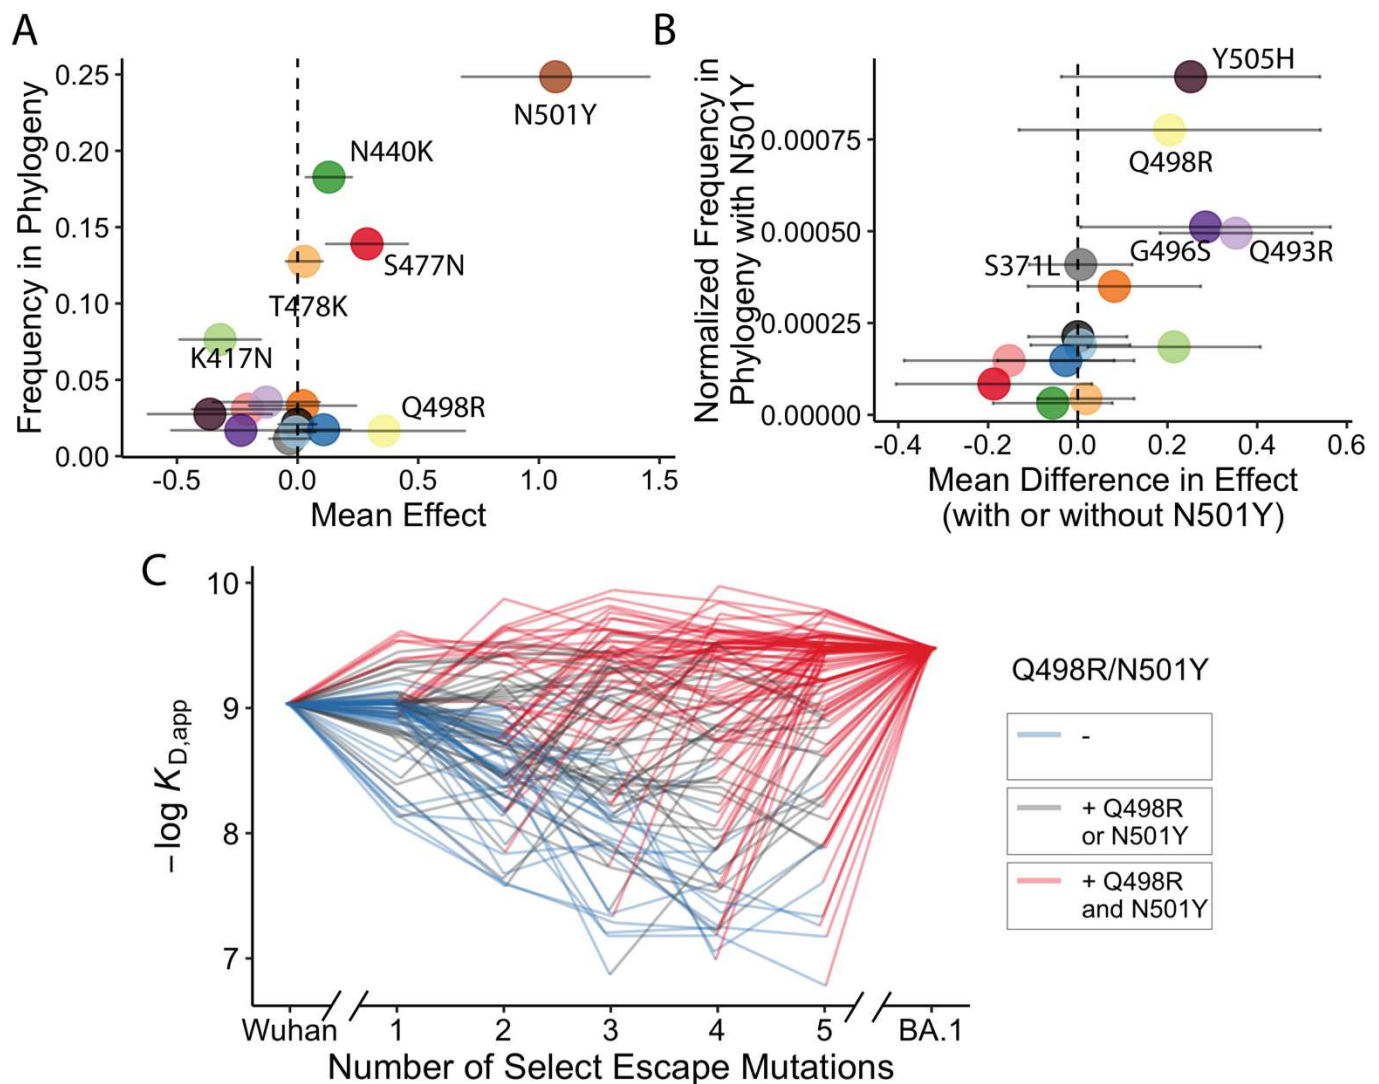 A
Frequency in Phylogeny
0.25
0.20
0.15
0.10
0.05
0.00
N501Y
N440K
S477N
T478K
K417N
Q498R
-0.5
0.0
0.5
1.0
1.5
Mean Effect
B
Normalized Frequency in
Phylogeny with N501Y
0.00075
0.00050
0.00025
0.00000
Y505H
Q498R
G496S
Q493R
S371L
-0.4
-0.2
0.0
0.2
0.4
0.6
Mean Difference in Effect
(with or without N501Y)
C
−log KD,app
10
9
8
7
Wuhan
1
2
3
4
5
BA.1
Number of Select Escape Mutations
Q498R/N501Y
-
+ Q498R
or N501Y
+ Q498R
and N501Y